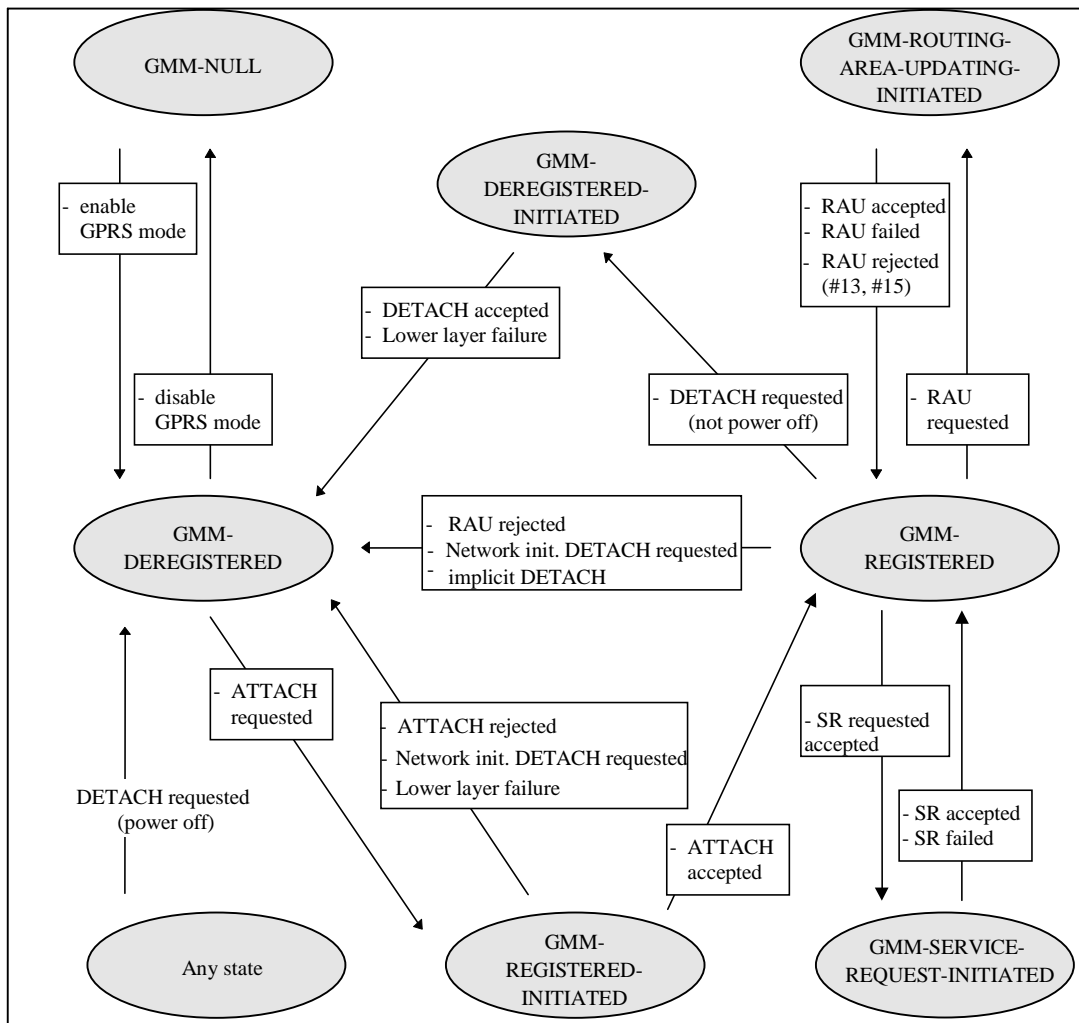 GMM-NULL
GMM-ROUTING-
AREA-UPDATING-
INITIATED
GMM-
DEREGISTERED-
INITIATED
- enable
GPRS mode
- RAU accepted
- RAU failed
- RAU rejected
(#13, #15)
- DETACH accepted
- Lower layer failure
- disable
GPRS mode
- DETACH requested
(not power off)
- RAU
requested
GMM-
DEREGISTERED
- RAU rejected
- Network init. DETACH requested
- implicit DETACH
GMM-
REGISTERED
- ATTACH
requested
- ATTACH rejected
- Network init. DETACH requested
- Lower layer failure
- SR requested
accepted
DETACH requested
(power off)
- ATTACH
accepted
- SR accepted
- SR failed
Any state
GMM-
REGISTERED-
INITIATED
GMM-SERVICE-
REQUEST-INITIATED